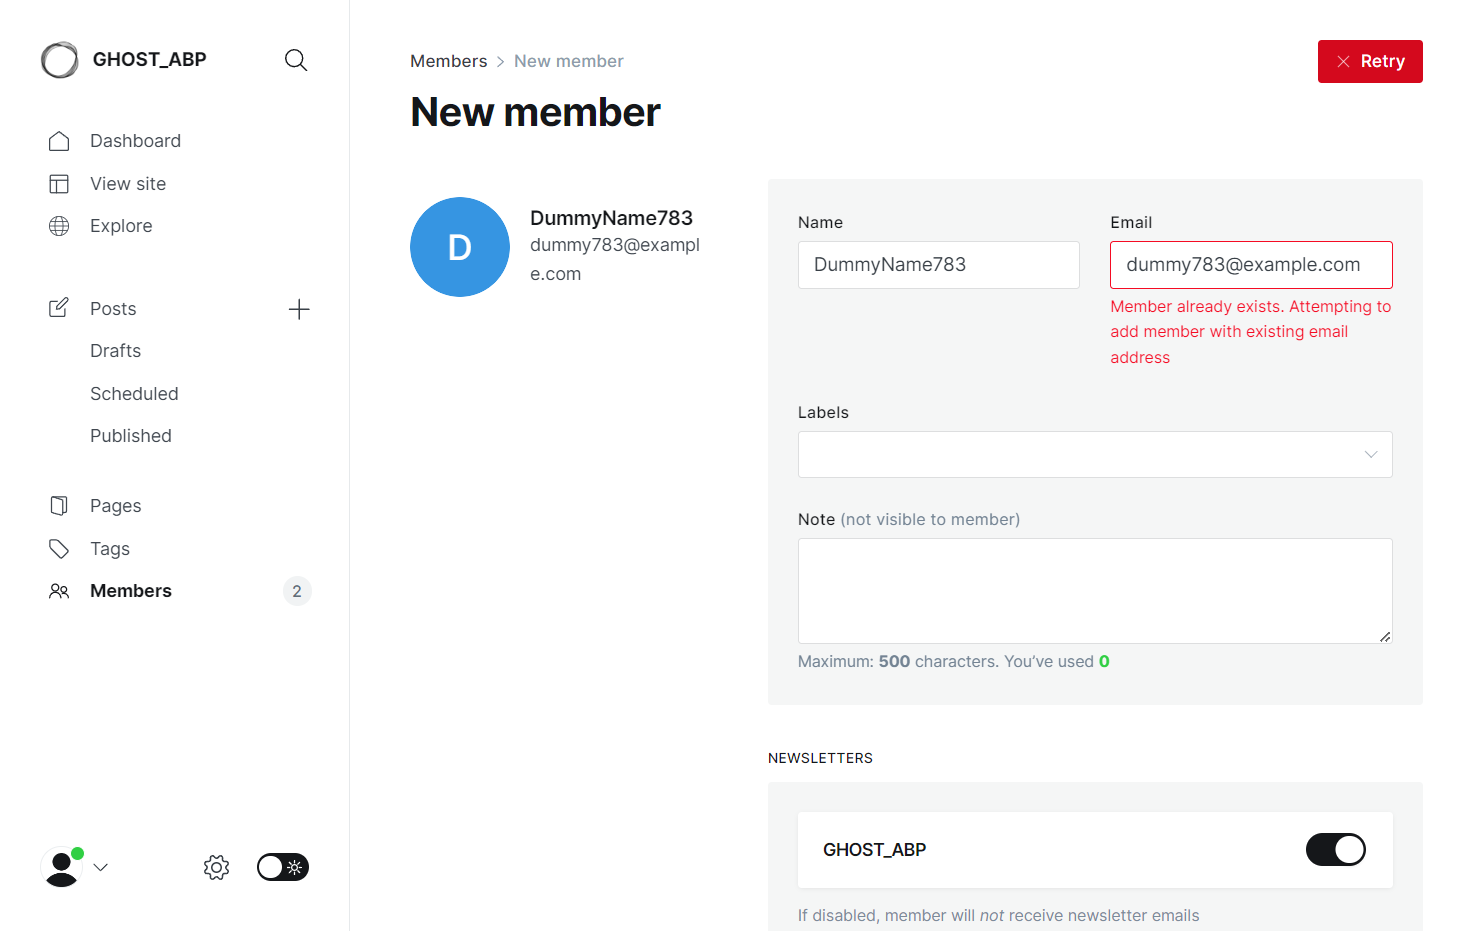 GHOST_ABP
Dashboard
View site
Explore
Posts
Drafts
Scheduled
Published
Pages
Tags
Members
2
Members > New member
Retry
New member
D
DummyName783
dummy783@exampl
e.com
Name
DummyName783
Email
dummy783@example.com
Member already exists. Attempting to
add member with existing email
address
Labels
Note (not visible to member)
Maximum: 500 characters. You’ve used 0
NEWSLETTERS
GHOST_ABP
If disabled, member will not receive newsletter emails